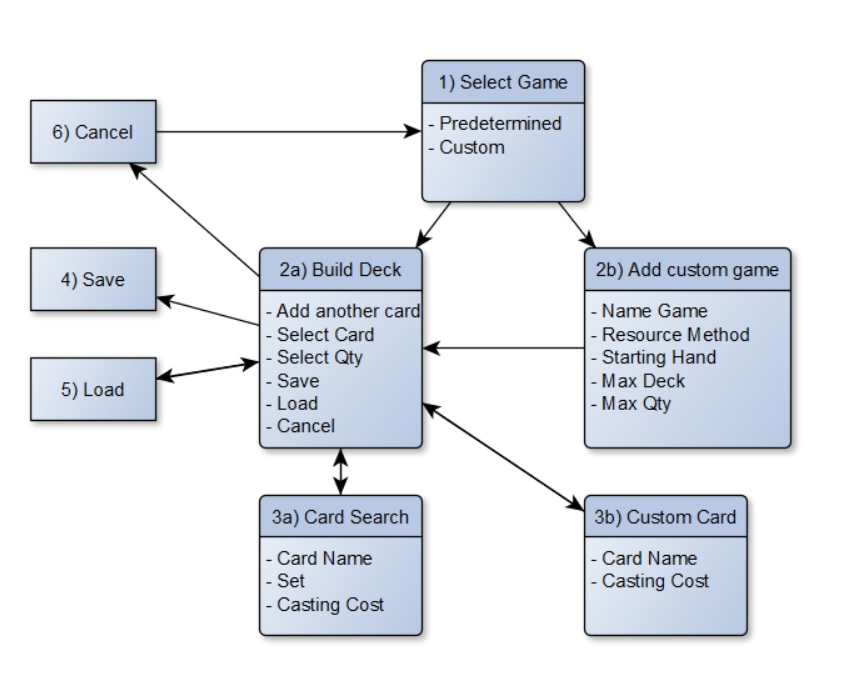 1) Select Game
- Predetermined
- Custom
6) Cancel
4) Save
5) Load
2a) Build Deck
- Add another card
- Select Card
- Select Qty
- Save
- Load
- Cancel
2b) Add custom game
- Name Game
- Resource Method
- Starting Hand
- Max Deck
- Max Qty
3a) Card Search
- Card Name
- Set
- Casting Cost
3b) Custom Card
- Card Name
- Casting Cost